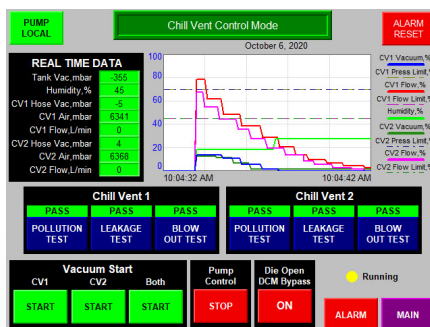 PUMP
LOCAL
Chill Vent Control Mode
ALARM
RESET
October 6, 2020
REAL TIME DATA
Tank Vac,mbar -355
Humidity,% 45
CV1 Hose Vac,mbar -5
CV1 Air,mbar 6341
CV1 Flow,L/min 0
CV2 Hose Vac,mbar 4
CV2 Air,mbar 6368
CV2 Flow,L/min 0
100
80
60
40
20
0
10:04:32 AM 10:04:42 AM
CV1 Vacuum,%
CV1 Press Limit,%
CV1 Flow,%
CV1 Flow Limit,%
Humidity,%
CV2 Vacuum,%
CV2 Press Limit,%
CV2 Flow,%
CV2 Flow Limit,%
Chill Vent 1
PASS PASS PASS
POLLUTION TEST
LEAKAGE TEST
BLOW OUT TEST
Chill Vent 2
PASS PASS PASS
POLLUTION TEST
LEAKAGE TEST
BLOW OUT TEST
Vacuum Start
CV1 CV2 Both
START START START
Pump
Control
STOP
Die Open
DCM Bypass
ON
Running
ALARM
MAIN